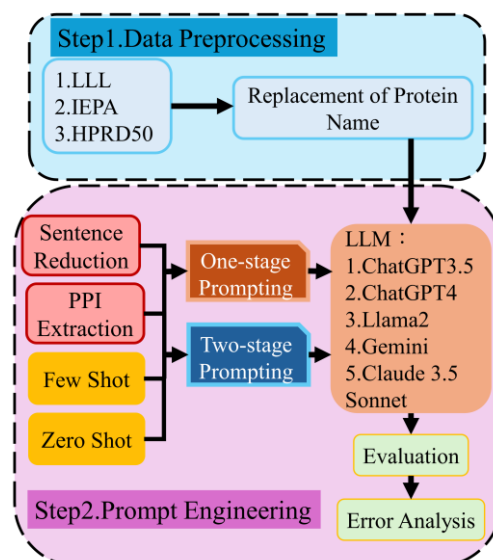 Step1.Data Preprocessing
1.LLL
2.IEPA
3.HPRD50
Replacement of Protein
Name
Sentence
Reduction
PPI
Extraction
Few Shot
Zero Shot
One-stage
Prompting
Two-stage
Prompting
LLM：
1.ChatGPT3.5
2.ChatGPT4
3.Llama2
4.Gemini
5.Claude 3.5
Sonnet
Evaluation
Error Analysis
Step2.Prompt Engineering